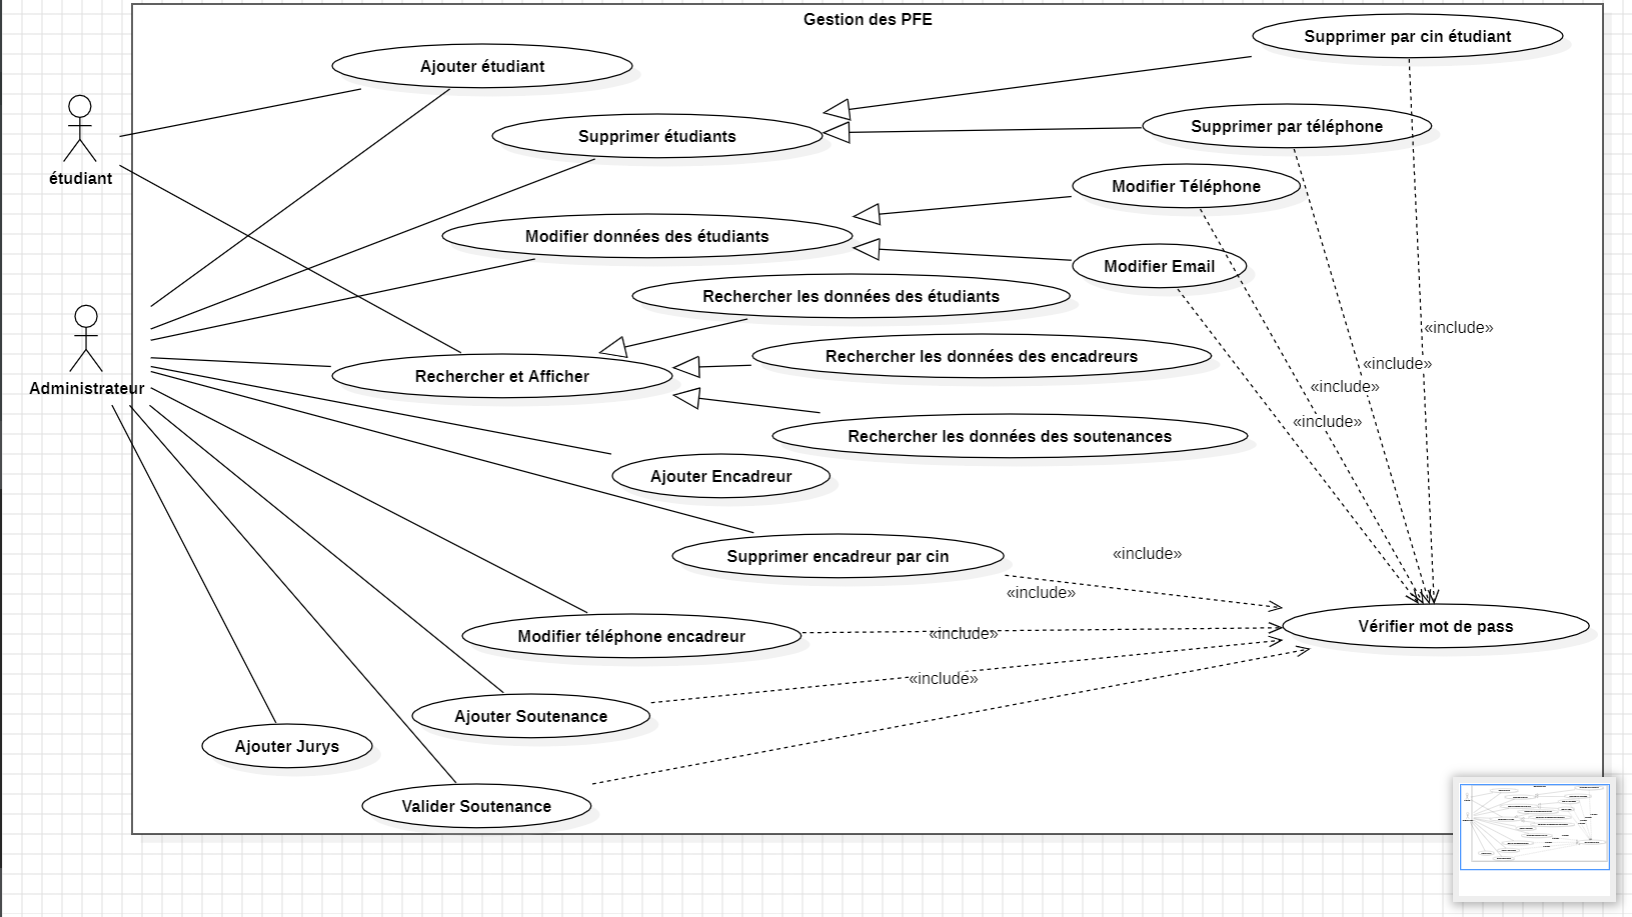 Gestion des PFE
Supprimer par cin étudiant
Ajouter étudiant
Supprimer par téléphone
Supprimer étudiants
étudiant
Modifier Téléphone
Modifier données des étudiants
Modifier Email
Rechercher les données des étudiants
«include»
Rechercher les données des encadreurs
«include»
Rechercher et Afficher
Administrateur
«include»
«include»
Rechercher les données des soutenances
Ajouter Encadreur
Supprimer encadreur par cin
«include»
«include»
Modifier téléphone encadreur
«include»
Vérifier mot de pass
«include»
Ajouter Soutenance
Ajouter Jurys
Valider Soutenance